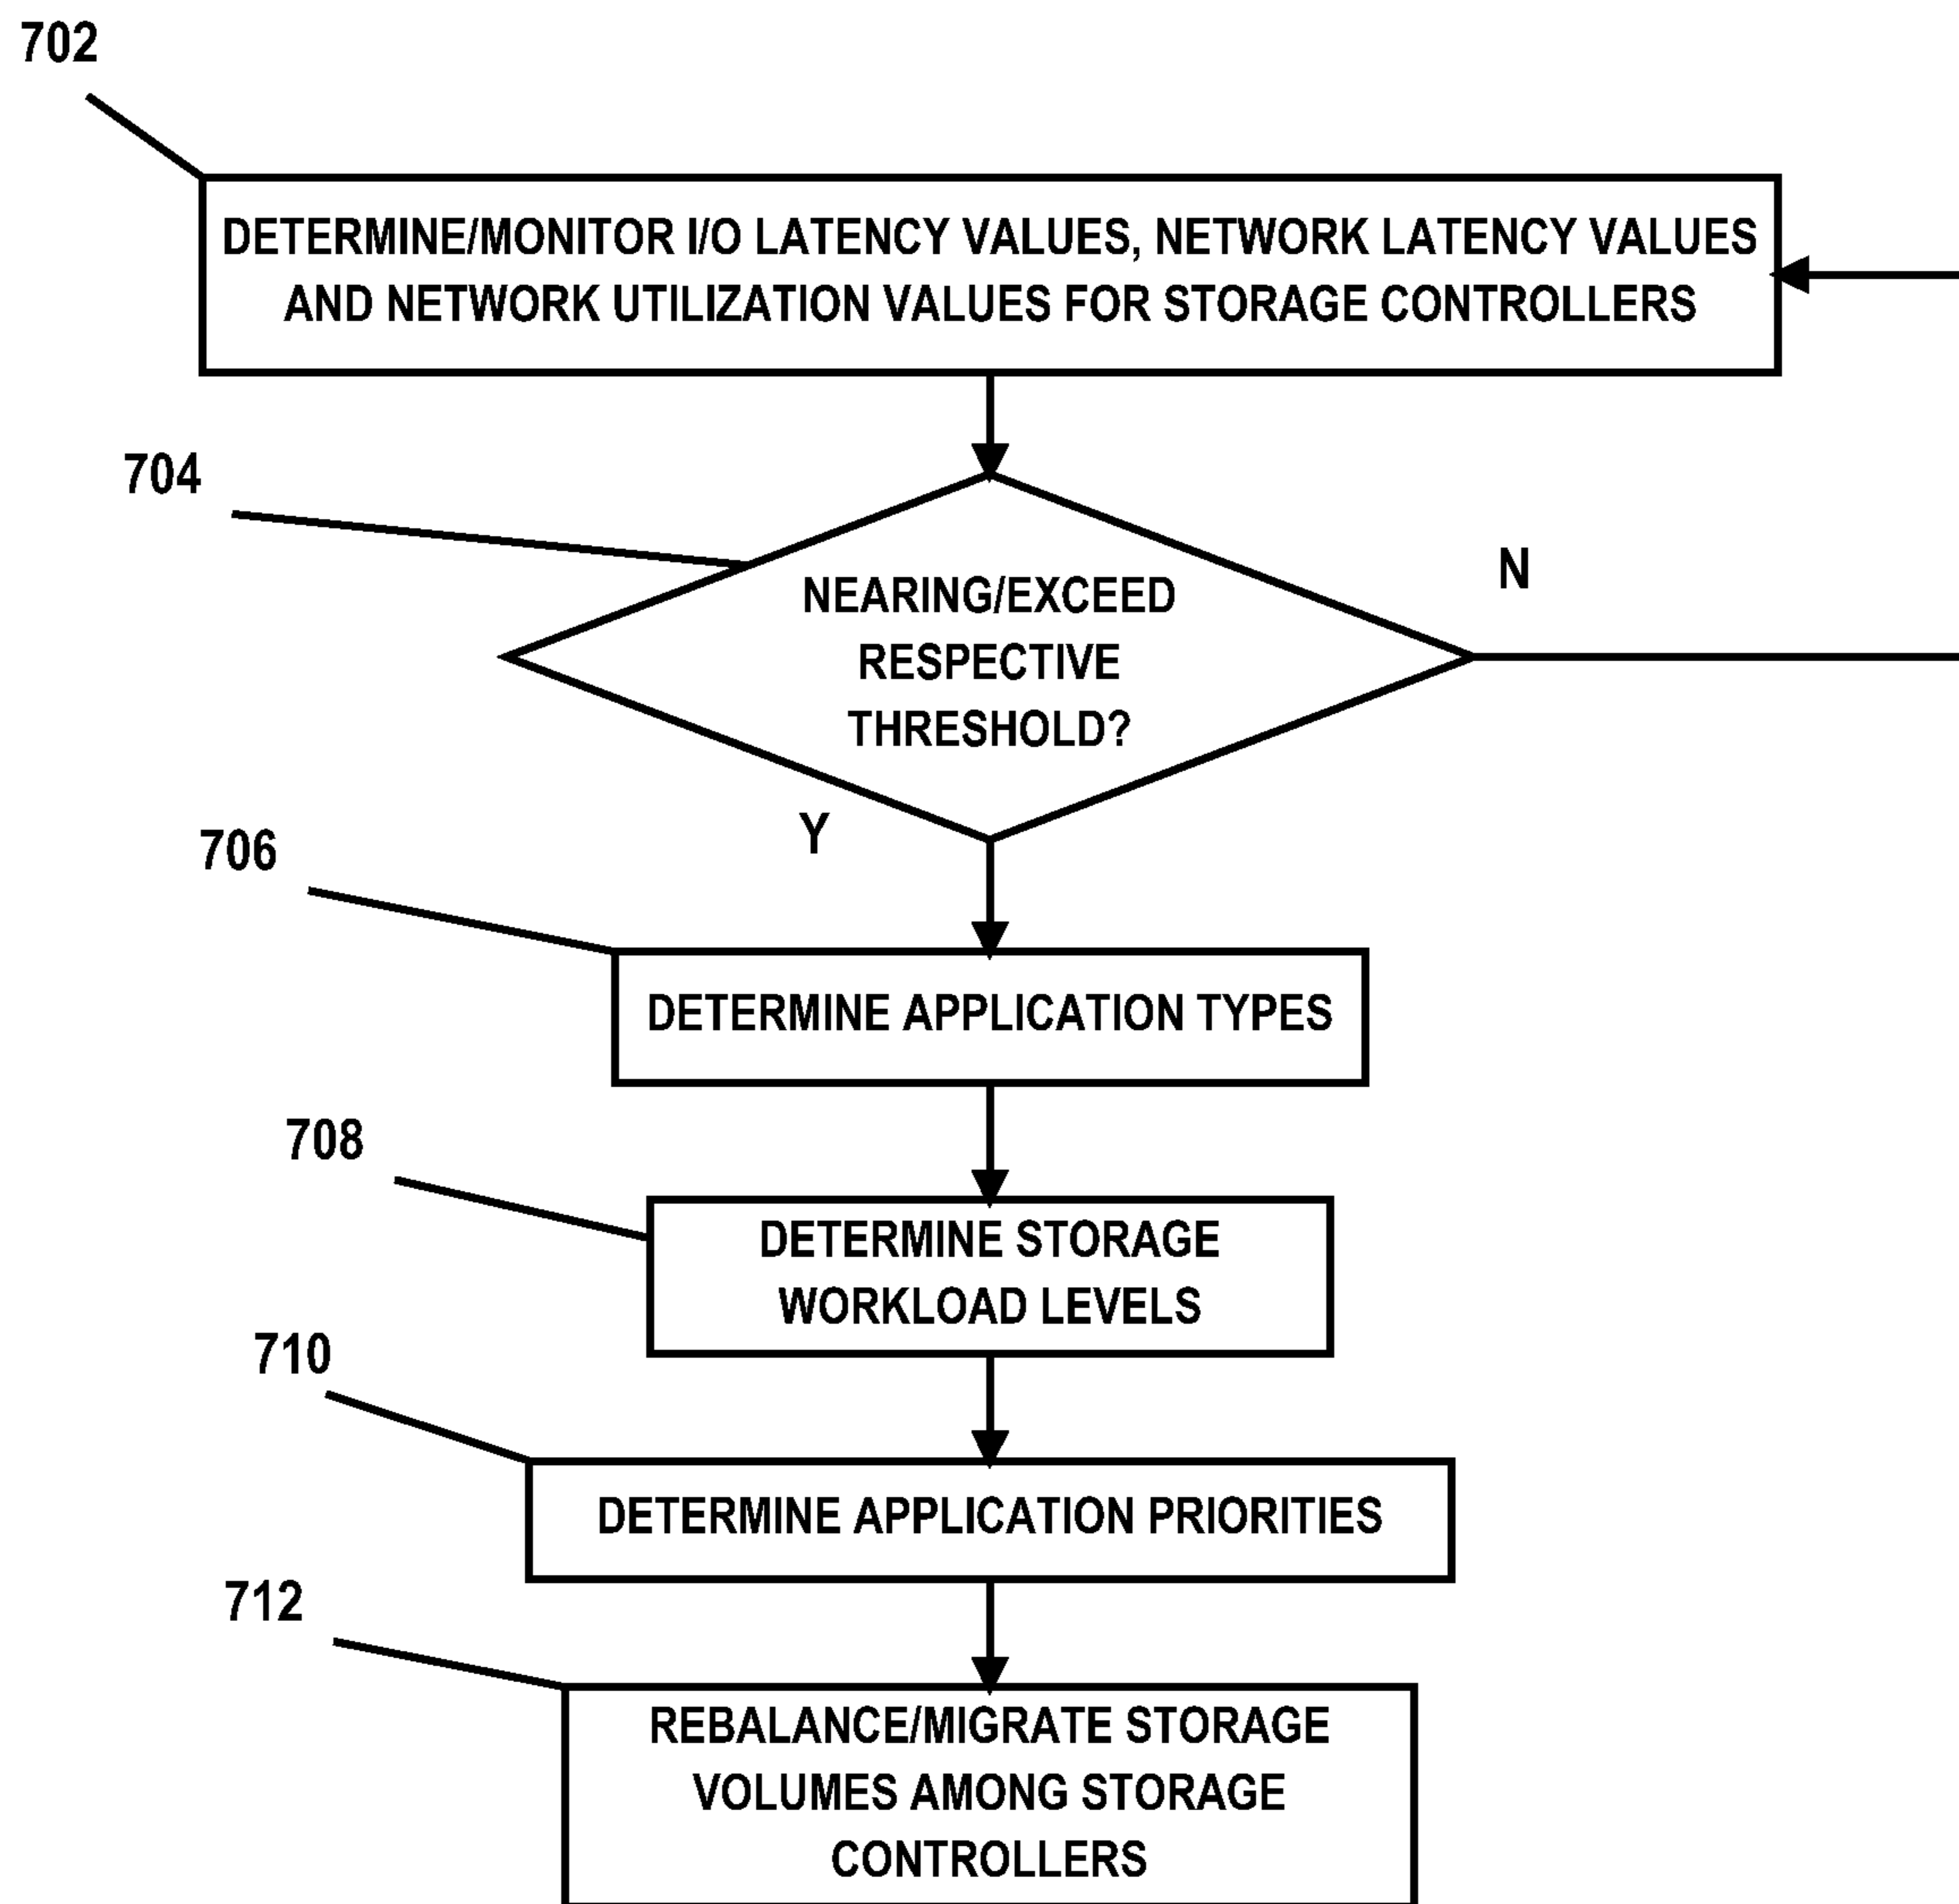 702
DETERMINE/MONITOR I/O LATENCY VALUES, NETWORK LATENCY VALUES
AND NETWORK UTILIZATION VALUES FOR STORAGE CONTROLLERS
704
NEARING/EXCEED
RESPECTIVE
THRESHOLD?
N
Y
706
DETERMINE APPLICATION TYPES
708
DETERMINE STORAGE
WORKLOAD LEVELS
710
DETERMINE APPLICATION PRIORITIES
712
REBALANCE/MIGRATE STORAGE
VOLUMES AMONG STORAGE
CONTROLLERS